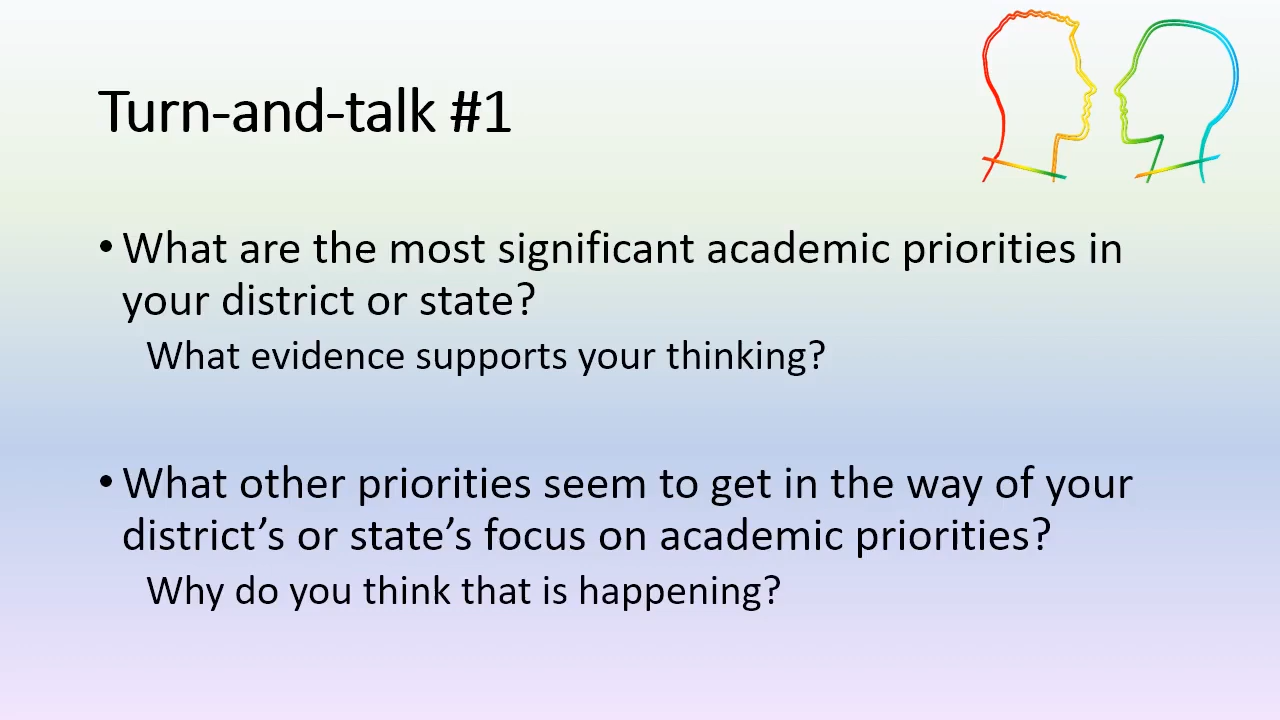 Turn-and-talk #1
• What are the most significant academic priorities in
your district or state?
What evidence supports your thinking?
• What other priorities seem to get in the way of your
district’s or state’s focus on academic priorities?
Why do you think that is happening?